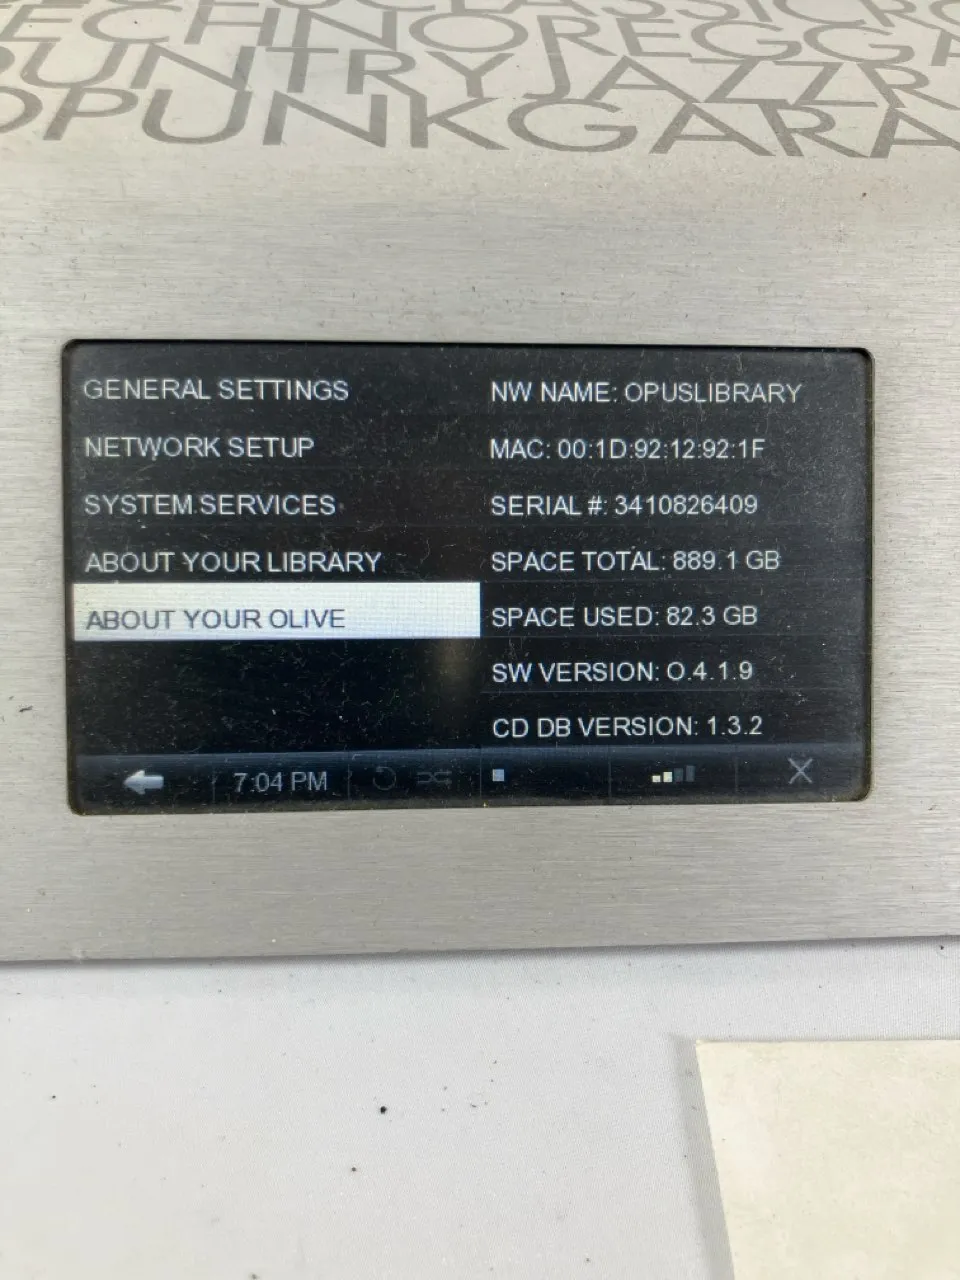 TECHNOREGGA
UNTRYJAZZR
OPUNKGARA
GENERAL SETTINGS
NETWORK SETUP
SYSTEM SERVICES
ABOUT YOUR LIBRARY
ABOUT YOUR OLIVE
NW NAME: OPUSLIBRARY
MAC: 00:1D:92:12:92:1F
SERIAL #: 3410826409
SPACE TOTAL: 889.1 GB
SPACE USED: 82.3 GB
SW VERSION: O.4.1.9
CD DB VERSION: 1.3.2
7:04 PM